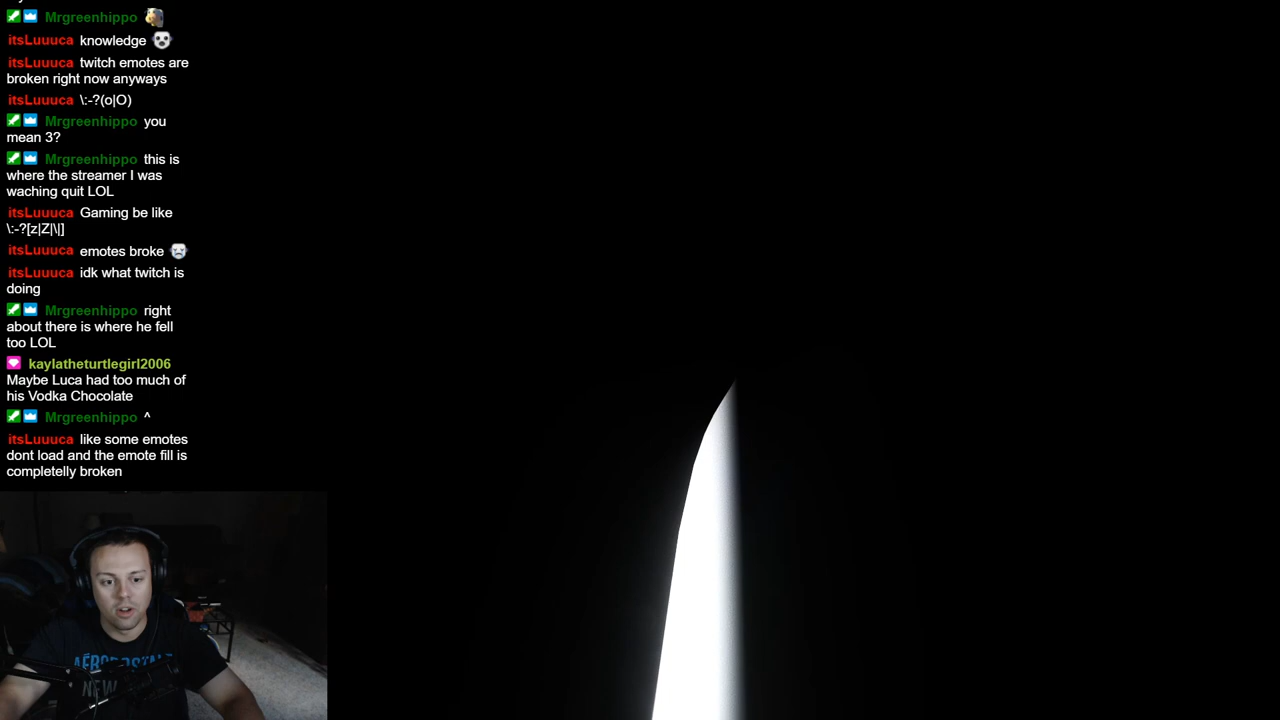 Mrgreenhippo
itsLuuuca knowledge
itsLuuuca twitch emotes are
broken right now anyways
itsLuuuca \:-?(o|O)
Mrgreenhippo you
mean 3?
Mrgreenhippo this is
where the streamer I was
waching quit LOL
itsLuuuca Gaming be like
\:-?[z|Z|\|]
itsLuuuca emotes broke
itsLuuuca idk what twitch is
doing
Mrgreenhippo right
about there is where he fell
too LOL
kaylatheturtlegirl2006
Maybe Luca had too much of
his Vodka Chocolate
Mrgreenhippo ^
itsLuuuca like some emotes
dont load and the emote fill is
completelly broken
AÉROPOSTALE
NEW